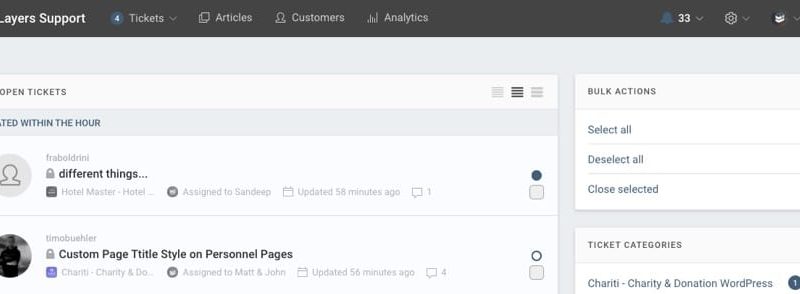 Layers Support
4 Tickets
Articles
Customers
Analytics
33
OPEN TICKETS
ATED WITHIN THE HOUR
fraboldrini
different things...
Hotel Master - Hotel ... Assigned to Sandeep Updated 58 minutes ago 1
timobuehler
Custom Page Ttitle Style on Personnel Pages
Chariti - Charity & Do... Assigned to Matt & John Updated 56 minutes ago 4
BULK ACTIONS
Select all
Deselect all
Close selected
TICKET CATEGORIES
Chariti - Charity & Donation WordPress 1